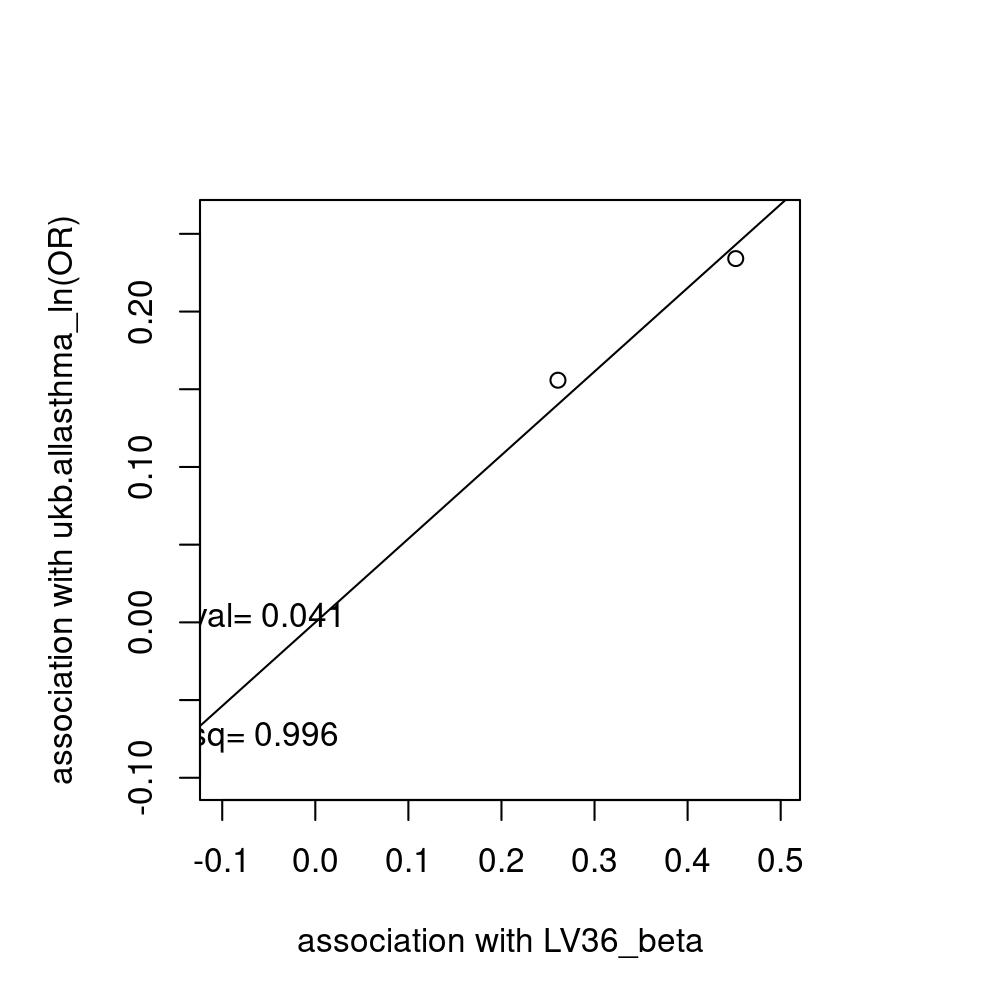 association with ukb.allasthma_ln(OR)
0.20
0.10
0.00
-0.10
val= 0.041
sq= 0.996
-0.1 0.0 0.1 0.2 0.3 0.4 0.5
association with LV36_beta